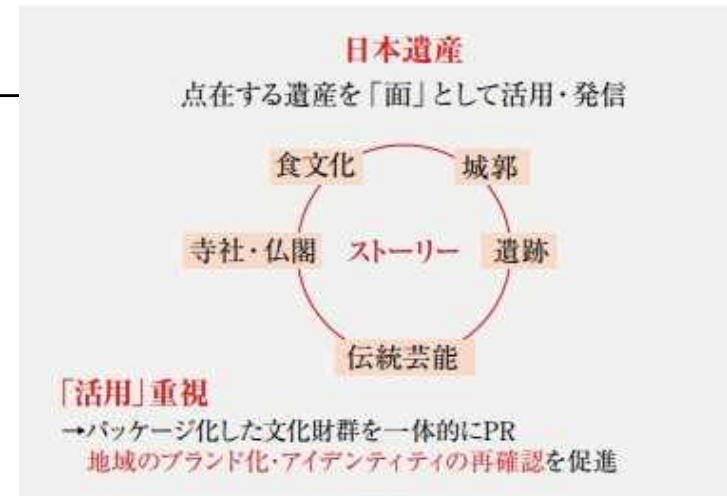 日本遺産
点在する遺産を「面」として活用・発信
食文化
城郭
寺社・仏閣
ストーリー
遺跡
伝統芸能
「活用」重視
→パッケージ化した文化財群を一体的にPR
地域のブランド化・アイデンティティの再確認を促進